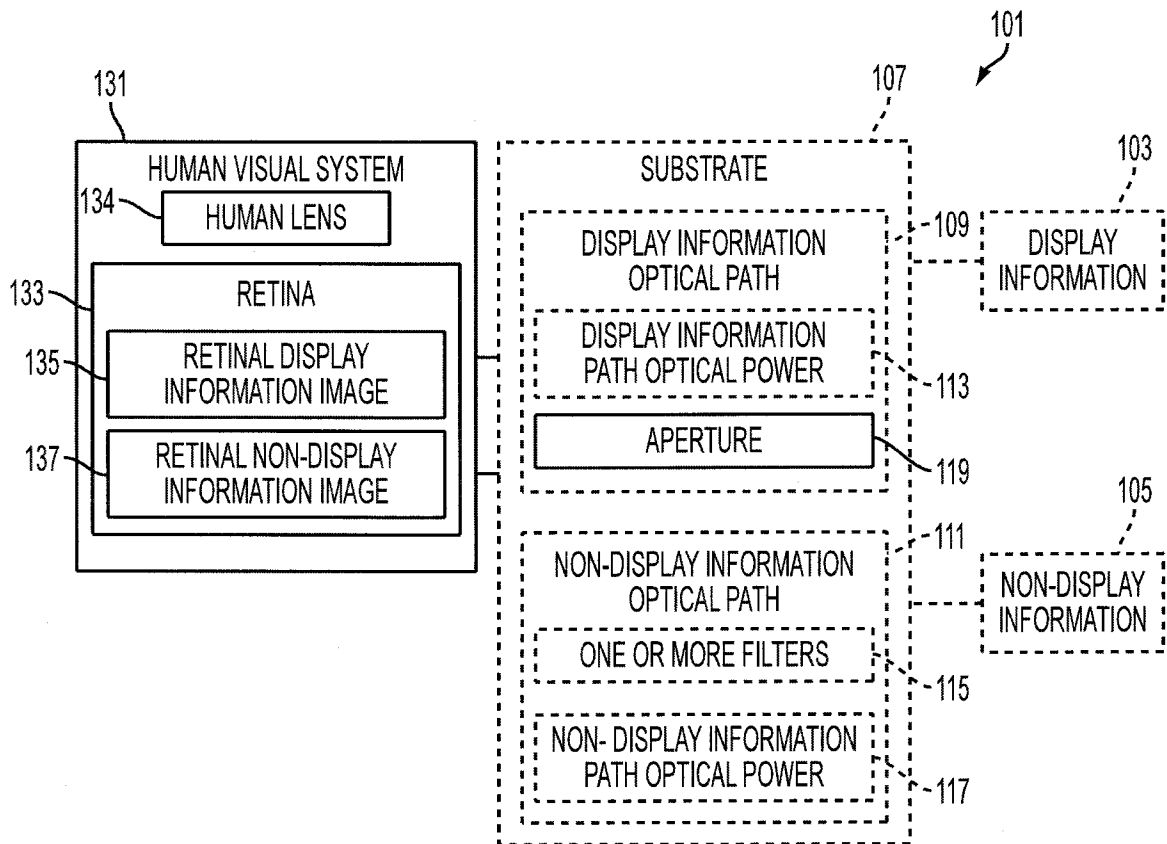 101
131
107
HUMAN VISUAL SYSTEM
134
HUMAN LENS
133
RETINA
135
RETINAL DISPLAY
INFORMATION IMAGE
137
RETINAL NON-DISPLAY
INFORMATION IMAGE
SUBSTRATE
109
DISPLAY INFORMATION
OPTICAL PATH
DISPLAY INFORMATION
PATH OPTICAL POWER
113
APERTURE
119
111
NON-DISPLAY INFORMATION
OPTICAL PATH
ONE OR MORE FILTERS
115
NON- DISPLAY INFORMATION
PATH OPTICAL POWER
117
103
DISPLAY
INFORMATION
105
NON-DISPLAY
INFORMATION